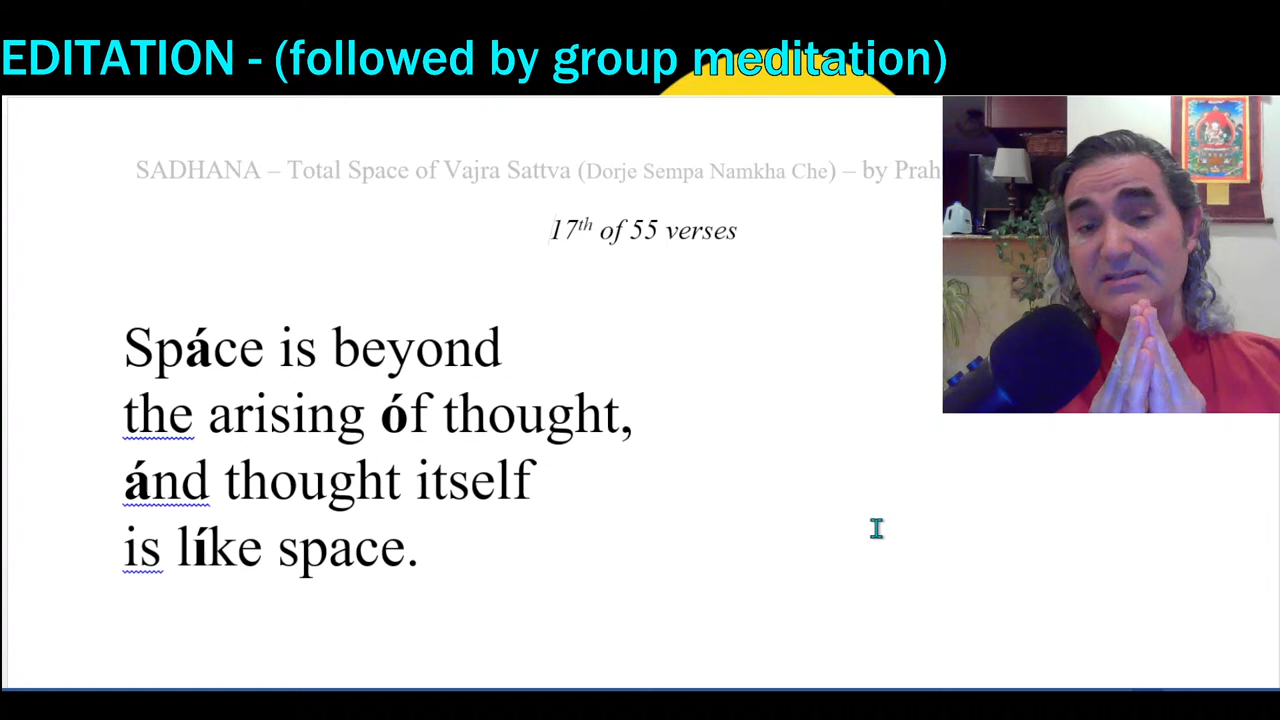 EDITATION - (followed by group meditation)
SADHANA – Total Space of Vajra Sattva (Dorje Sempa Namkha Che) – by Prah
17th of 55 verses
Spáce is beyond
the arising óf thought,
ánd thought itself
is líke space.